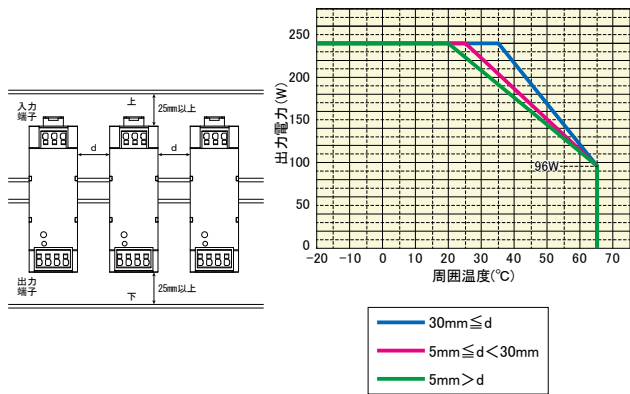 入力
端子
上
25mm以上
d
d
出力
端子
下
25mm以上
出力電力(W)
250
200
150
100
50
0
96W
-20
-10
0
10
20
30
40
50
60
70
周囲温度(℃)
30mm≦d
5mm≦d<30mm
5mm>d